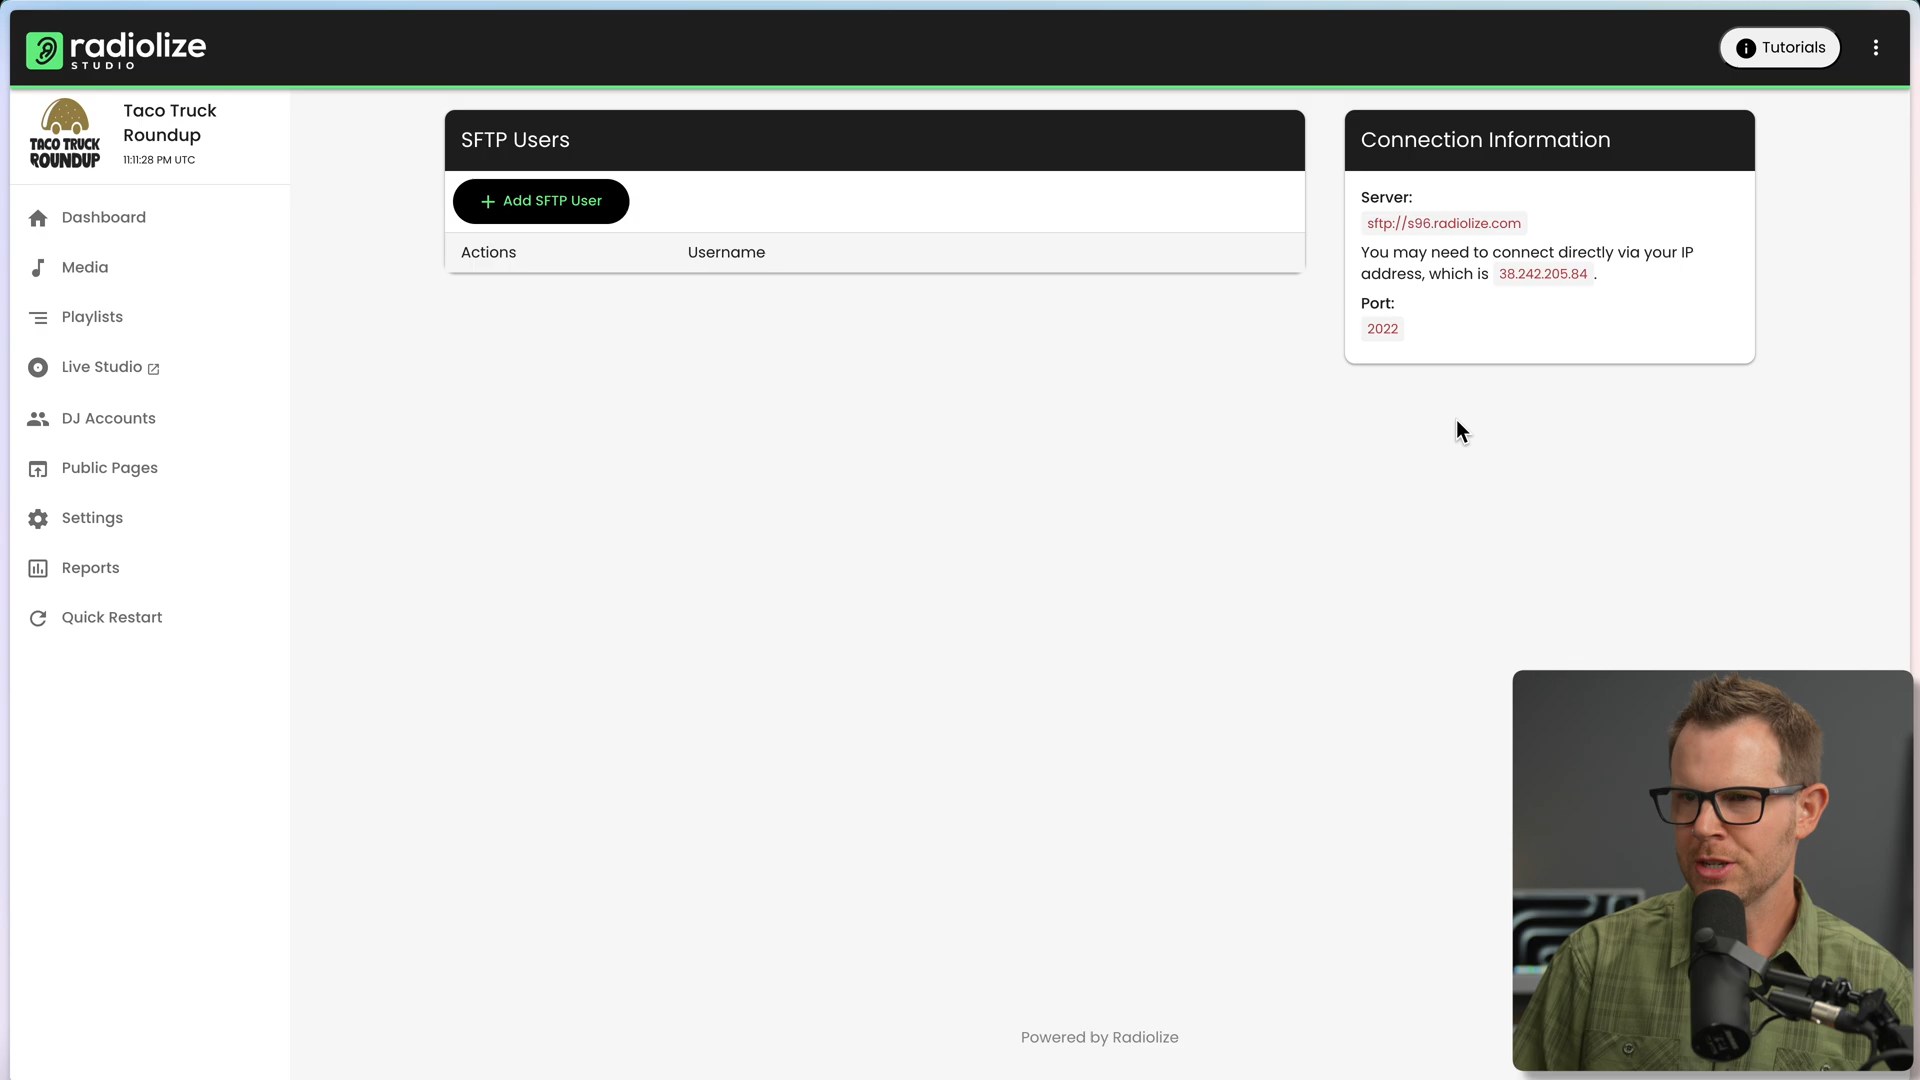 radiolize
STUDIO
Tutorials
TACO TRUCK
ROUNDUP
Taco Truck
Roundup
11:11:28 PM UTC
Dashboard
Media
Playlists
Live Studio
DJ Accounts
Public Pages
Settings
Reports
Quick Restart
SFTP Users
Add SFTP User
Actions Username
Connection Information
Server:
sftp://s96.radiolize.com
You may need to connect directly via your IP
address, which is 38.242.205.84 .
Port:
2022
Powered by Radiolize